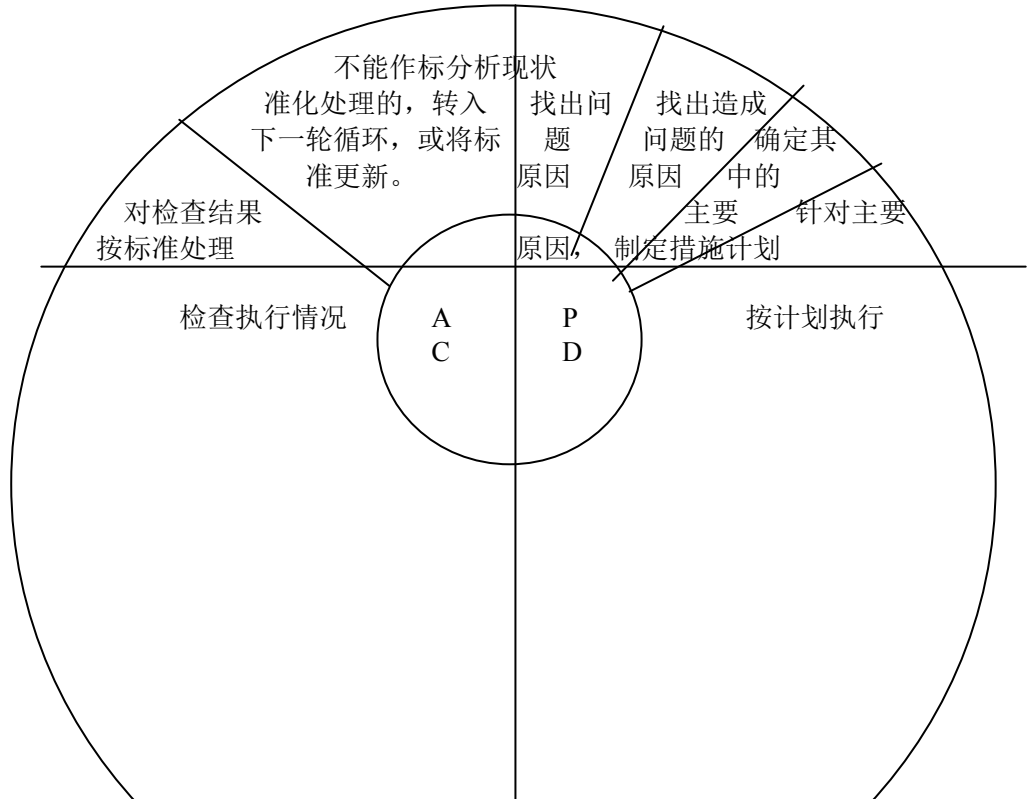 不能作标分析现状
准化处理的，转入 找出问 找出造成
下一轮循环，或将标 题 问题的 确定其
准更新。 原因 原因 中的
对检查结果 主要 针对主要
按标准处理 原因， 制定措施计划
检查执行情况 A P 按计划执行
C D